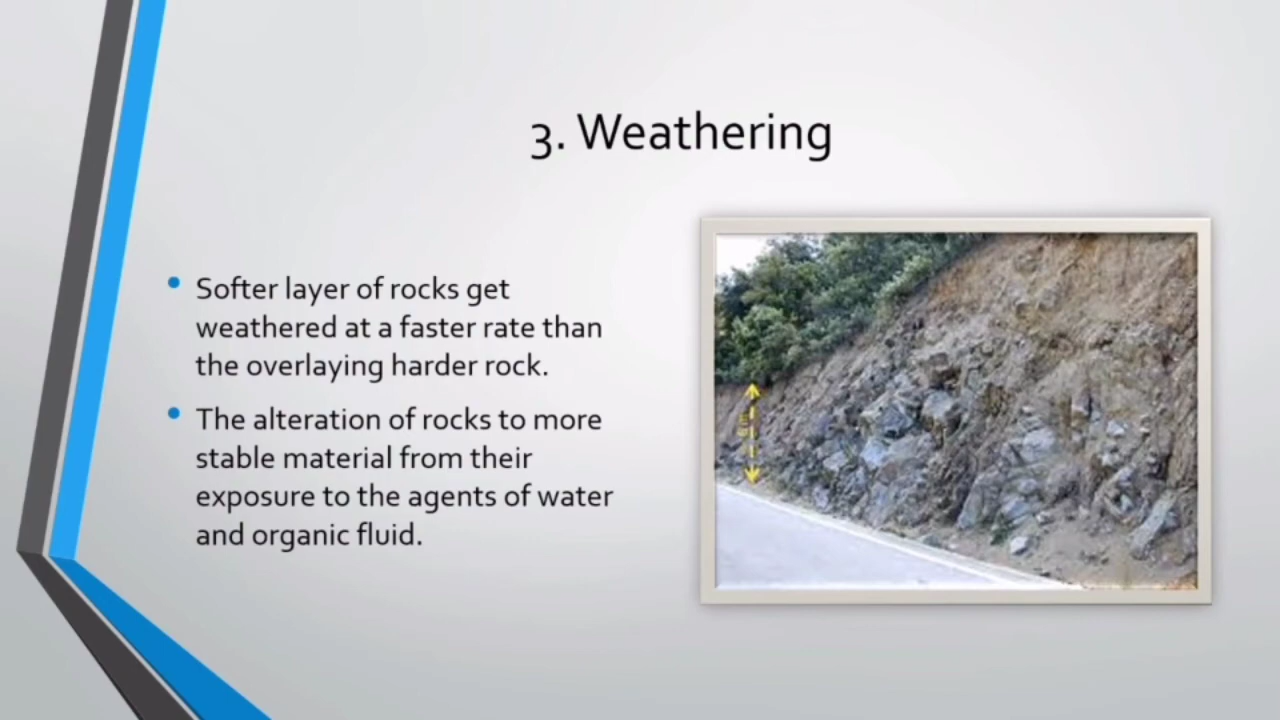 3. Weathering
Softer layer of rocks get
weathered at a faster rate than
the overlaying harder rock.
The alteration of rocks to more
stable material from their
exposure to the agents of water
and organic fluid.